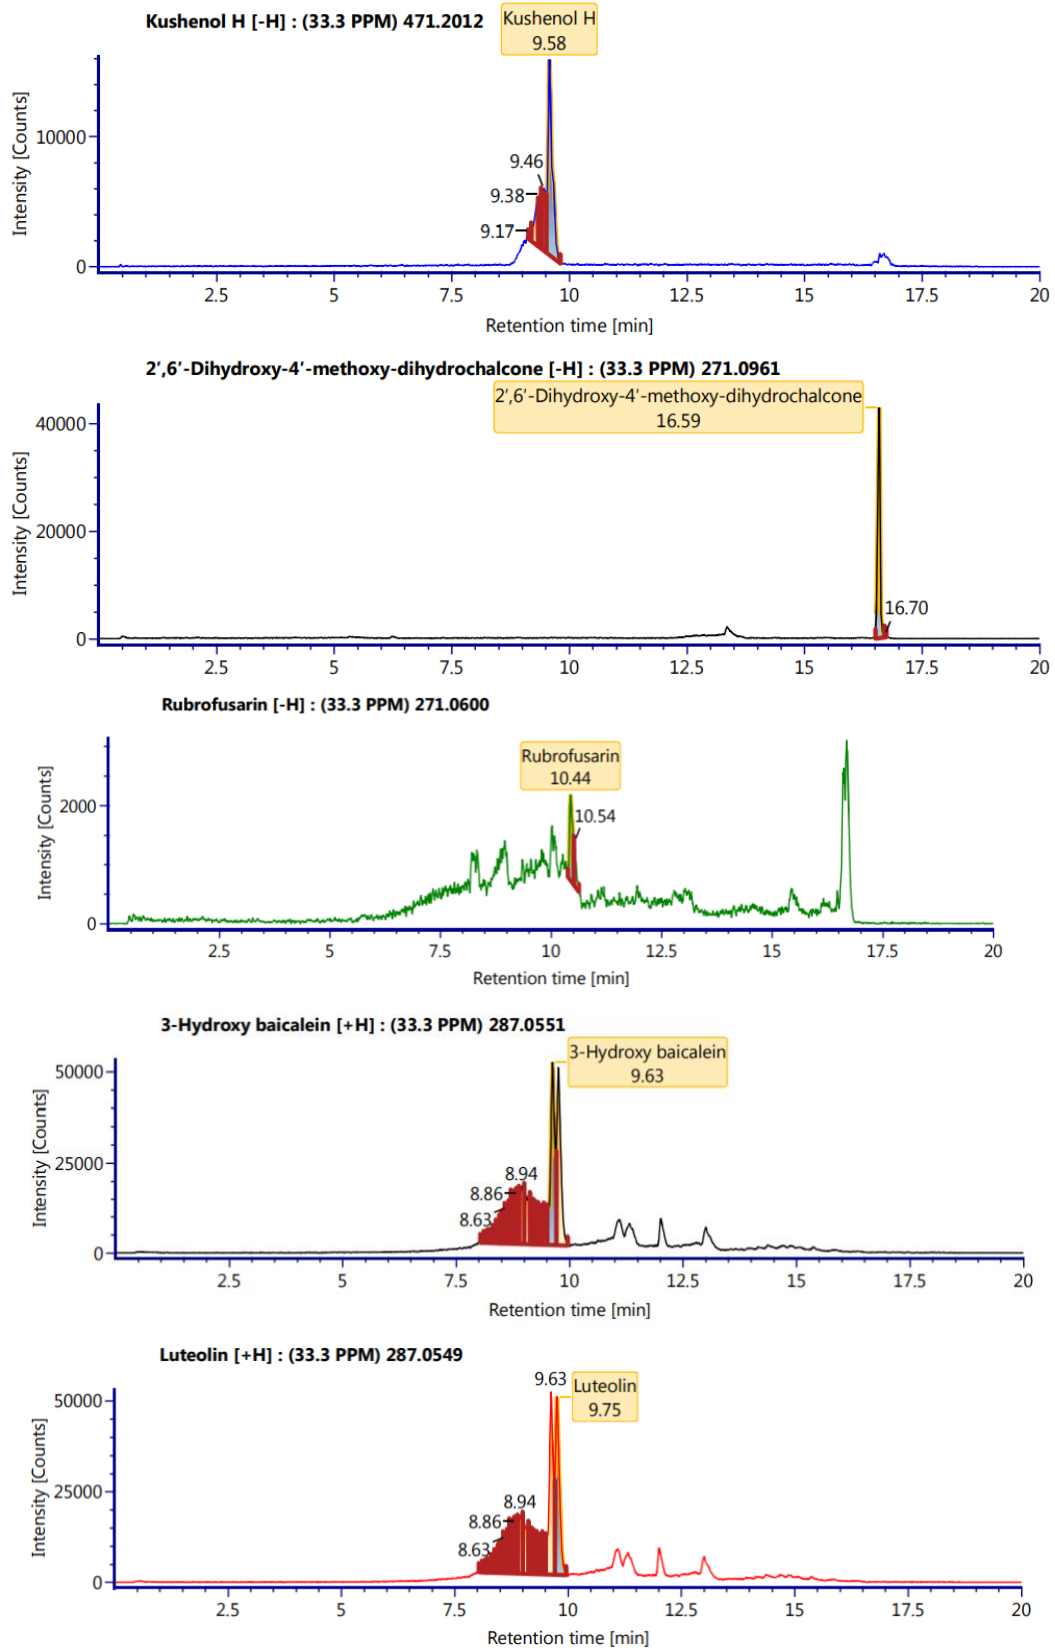 Kushenol H [-H] : (33.3 PPM) 471.2012
Kushenol H
9.58
Intensity [Counts]
10000
0
9.46
9.38
9.17
2.5 5 7.5 10 12.5 15 17.5 20
Retention time [min]
2′,6′-Dihydroxy-4′-methoxy-dihydrochalcone [-H] : (33.3 PPM) 271.0961
2′,6′-Dihydroxy-4′-methoxy-dihydrochalcone
16.59
Intensity [Counts]
40000
20000
0
16.70
2.5 5 7.5 10 12.5 15 17.5 20
Rubrofusarin [-H] : (33.3 PPM) 271.0600
Rubrofusarin
10.44
10.54
Intensity [Counts]
2000
0
2.5 5 7.5 10 12.5 15 17.5 20
Retention time [min]
3-Hydroxy baicalein [+H] : (33.3 PPM) 287.0551
3-Hydroxy baicalein
9.63
Intensity [Counts]
50000
25000
0
8.94
8.86
8.63
2.5 5 7.5 10 12.5 15 17.5 20
Retention time [min]
Luteolin [+H] : (33.3 PPM) 287.0549
9.63
Luteolin
9.75
Intensity [Counts]
50000
25000
0
8.94
8.86
8.63
2.5 5 7.5 10 12.5 15 17.5 20
Retention time [min]